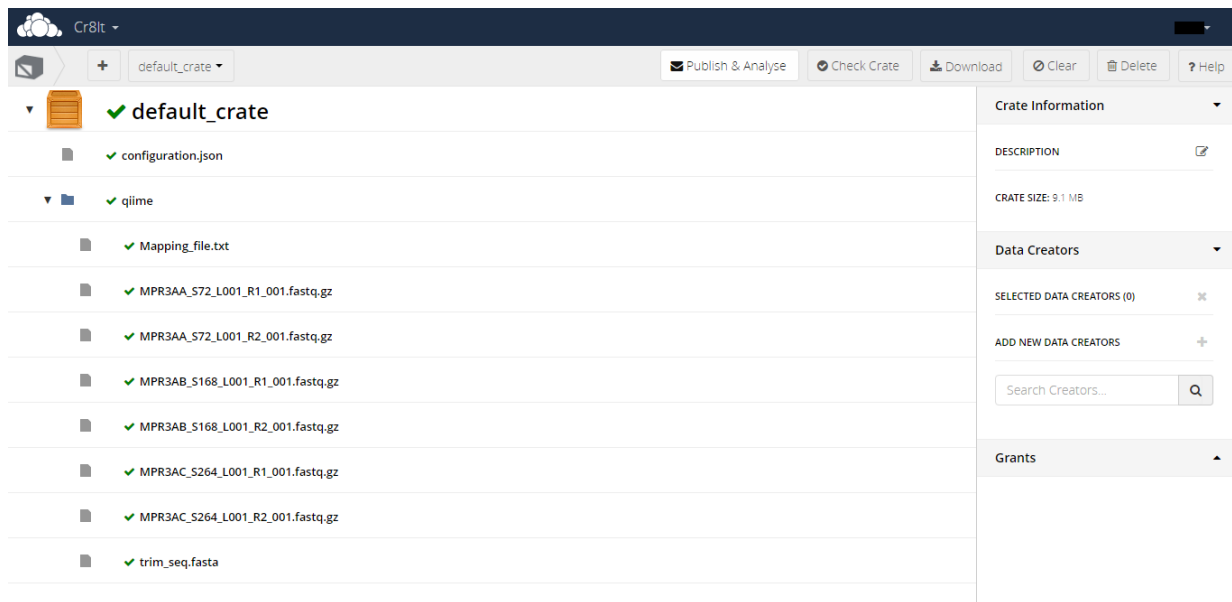 Cr8It
default_crate
Publish & Analyse
Check Crate
Download
Clear
Delete
? Help
default_crate
configuration.json
qiime
Mapping_file.txt
MPR3AA_S72_L001_R1_001.fastq.gz
MPR3AA_S72_L001_R2_001.fastq.gz
MPR3AB_S168_L001_R1_001.fastq.gz
MPR3AB_S168_L001_R2_001.fastq.gz
MPR3AC_S264_L001_R1_001.fastq.gz
MPR3AC_S264_L001_R2_001.fastq.gz
trim_seq.fasta
Crate Information
DESCRIPTION
CRATE SIZE: 9.1 MB
Data Creators
SELECTED DATA CREATORS (0)
ADD NEW DATA CREATORS
Search Creators...
Grants